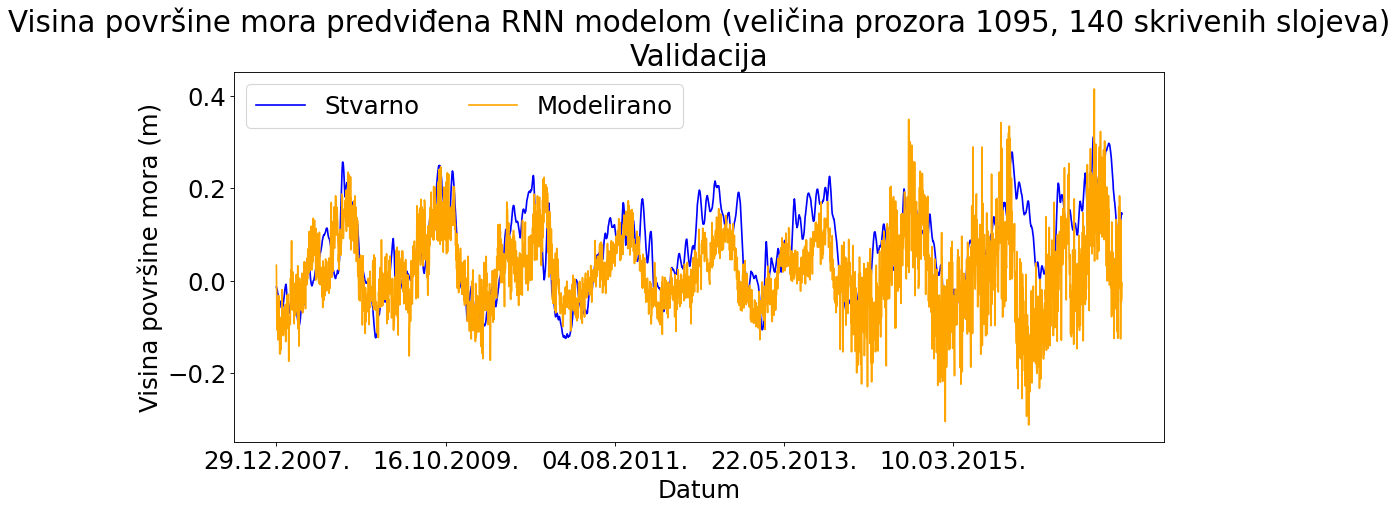 Visina površine mora predviđena RNN modelom (veličina prozora 1095, 140 skrivenih slojeva)
Validacija
Stvarno
Modelirano
Visina površine mora (m)
0.4
0.2
0.0
−0.2
29.12.2007.
16.10.2009.
04.08.2011.
22.05.2013.
10.03.2015.
Datum